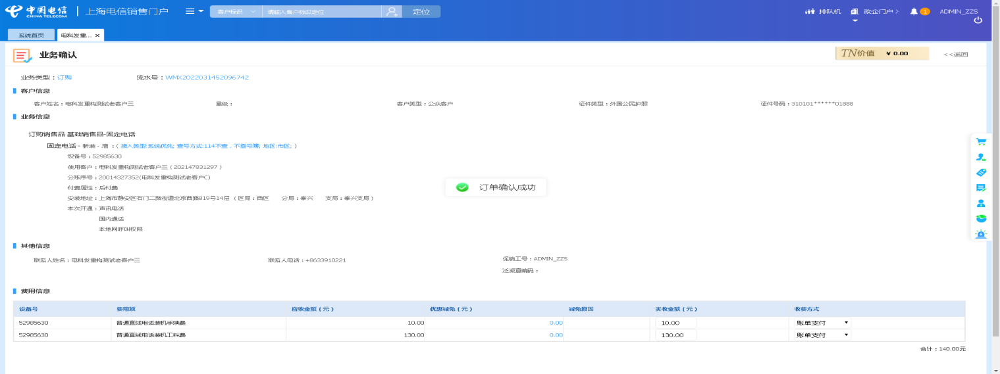 中国电信 CHINA TELECOM 上海电信销售门户 客户标识 请输入客户标识定位 定位 排队机 政企门户 1 ADMIN_ZZS
系统首页 电科发重... ×
业务确认 TN价值 ¥ 0.00 <<返回
业务类型：订购 流水号：WMX2022031452096742
客户信息
客户姓名：电科发重构测试老客户三 星级： 客户类型：公众客户 证件类型：外国公民护照 证件号码：310101******01888
业务信息
订购销售品 基础销售品-固定电话
固定电话 - 新装 - 增 ：( 接入类型:系统优先; 查号方式:114不查，不登号簿; 地区:市区; )
设备号：52985630
使用客户：电科发重构测试老客户三 ( 202147831297 )
分账序号：20014327352(电科发重构测试老客户C)
付费属性：后付费
安装地址：上海市静安区石门二路街道北京西路819号14层 ( 区局：西区 分局：泰兴 支局：泰兴支局 )
本次开通：声讯电话
国内通话
本地网呼叫权限
订单确认成功
其他信息
联系人姓名：电科发重构测试老客户三 联系人电话：+8633910221 促销工号：ADMIN_ZZS
泛渠道编码：
费用信息
设备号 费用项 应收金额（元） 优惠减免（元） 减免原因 实收金额（元） 收费方式
52985630 普通直线电话装机手续费 10.00 0.00 10.00 账单支付
52985630 普通直线电话装机工料费 130.00 0.00 130.00 账单支付
合计：140.00元